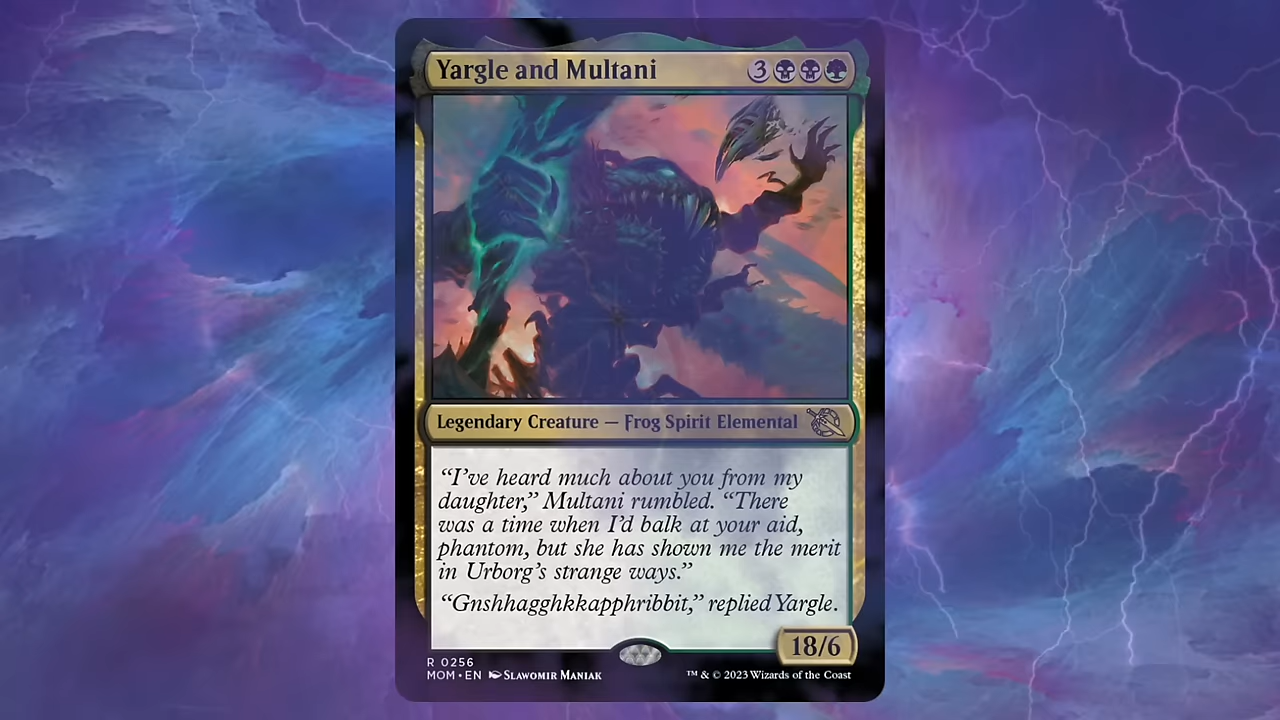 Yargle and Multani 3
Legendary Creature — Frog Spirit Elemental
“I’ve heard much about you from my
daughter,” Multani rumbled. “There
was a time when I’d balk at your aid,
phantom, but she has shown me the merit
in Urborg’s strange ways.”
“Gnshhagghkkapphribbit,” replied Yargle.
18/6
R 0256
MOM • EN Slawomir Maniak
™ & © 2023 Wizards of the Coast